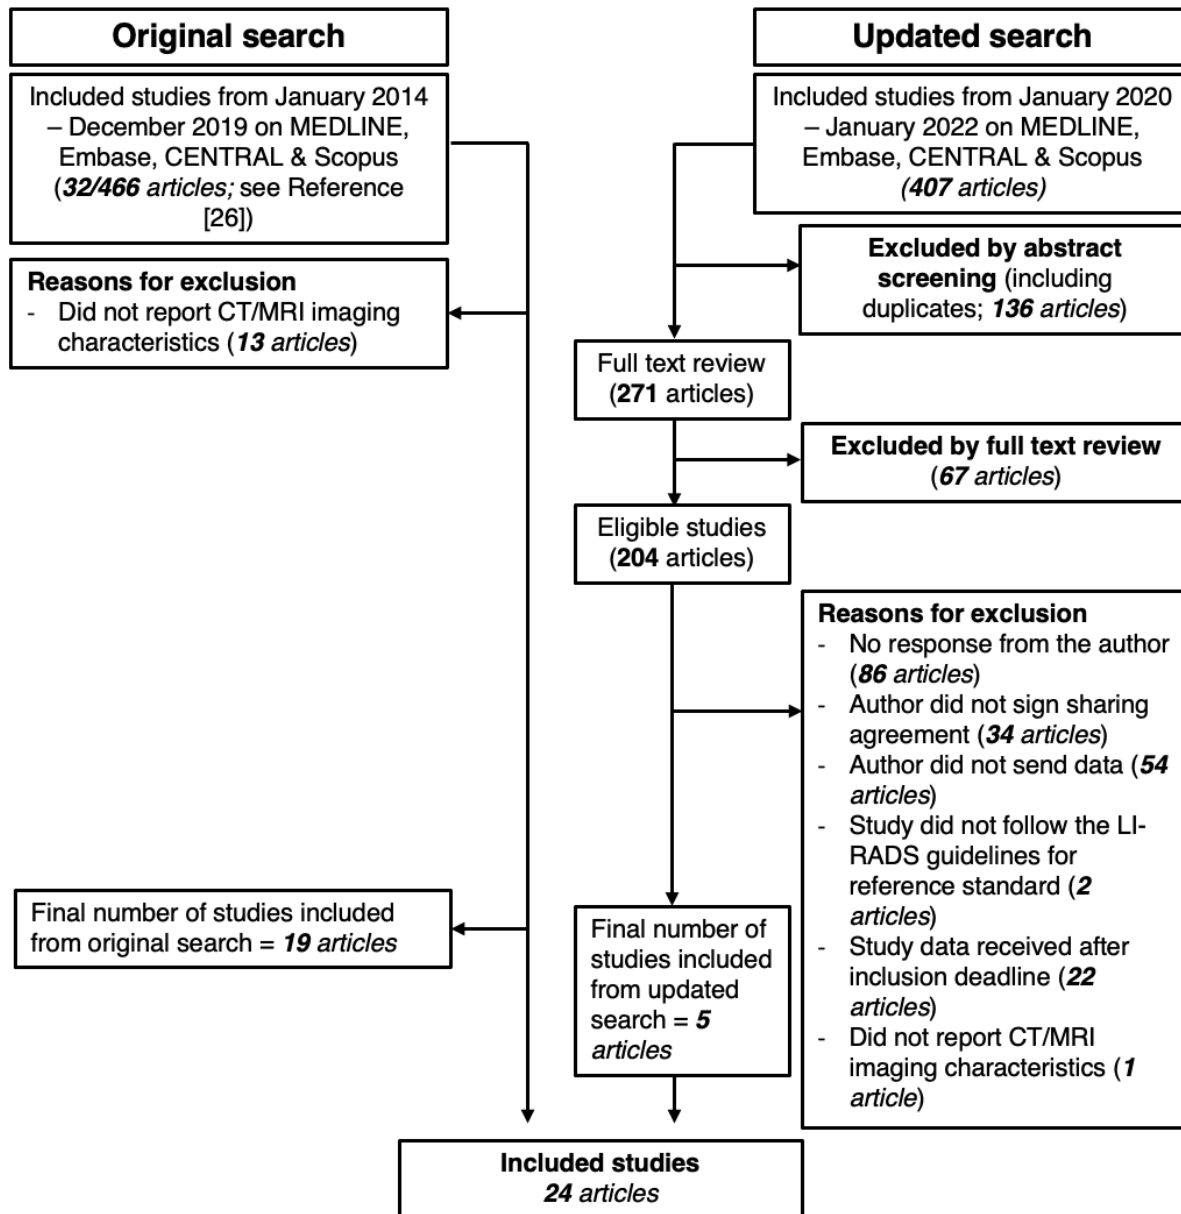 Original search
Included studies from January 2014
– December 2019 on MEDLINE,
Embase, CENTRAL & Scopus
(32/466 articles; see Reference
[26])
Reasons for exclusion
- Did not report CT/MRI imaging
characteristics (13 articles)
Final number of studies included
from original search = 19 articles
Updated search
Included studies from January 2020
– January 2022 on MEDLINE,
Embase, CENTRAL & Scopus
(407 articles)
Excluded by abstract
screening (including
duplicates; 136 articles)
Full text review
(271 articles)
Excluded by full text review
(67 articles)
Eligible studies
(204 articles)
Reasons for exclusion
- No response from the author
(86 articles)
- Author did not sign sharing
agreement (34 articles)
- Author did not send data (54
articles)
- Study did not follow the LI-
RADS guidelines for
reference standard (2
articles)
- Study data received after
inclusion deadline (22
articles)
- Did not report CT/MRI
imaging characteristics (1
article)
Final number of
studies included
from updated
search = 5
articles
Included studies
24 articles